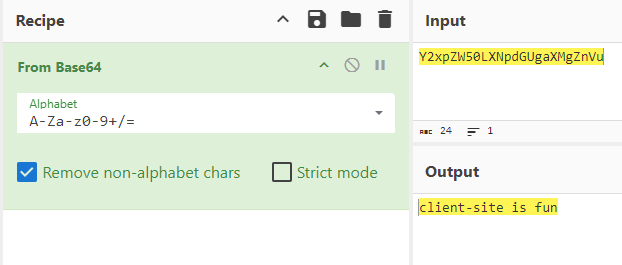 Recipe
From Base64
Alphabet
A-Za-z0-9+/=
Remove non-alphabet chars
Strict mode
Input
Y2xpZW50LXNpdGUgaXMgZnVu
ABC 24 1
Output
client-site is fun